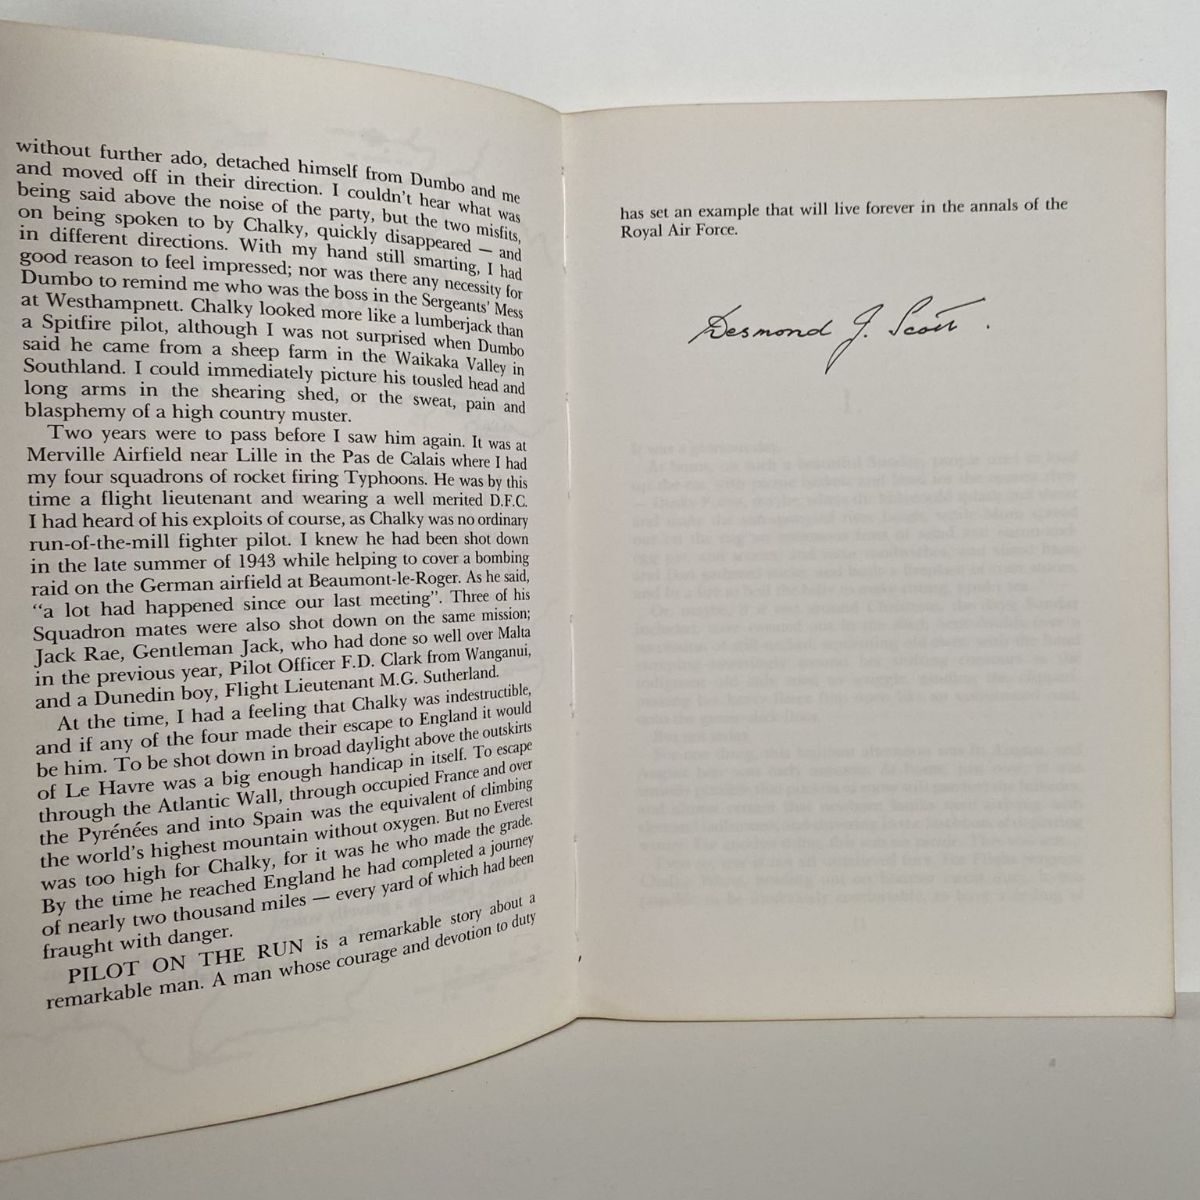 without further ado, detached himself from Dumbo and me
and moved off in their direction. I couldn't hear what was
being said above the noise of the party, but the two misfits,
on being spoken to by Chalky, quickly disappeared — and
in different directions. With my hand still smarting, I had
good reason to feel impressed; nor was there any necessity for
Dumbo to remind me who was the boss in the Sergeants' Mess
at Westhampnett. Chalky looked more like a lumberjack than
a Spitfire pilot, although I was not surprised when Dumbo
said he came from a sheep farm in the Waikaka Valley in
Southland. I could immediately picture his tousled head and
long arms in the shearing shed, or the sweat, pain and
blasphemy of a high country muster.
Two years were to pass before I saw him again. It was at
Merville Airfield near Lille in the Pas de Calais where I had
my four squadrons of rocket firing Typhoons. He was by this
time a flight lieutenant and wearing a well merited D.F.C.
I had heard of his exploits of course, as Chalky was no ordinary
run-of-the-mill fighter pilot. I knew he had been shot down
in the late summer of 1943 while helping to cover a bombing
raid on the German airfield at Beaumont-le-Roger. As he said,
"a lot had happened since our last meeting". Three of his
Squadron mates were also shot down on the same mission;
Jack Rae, Gentleman Jack, who had done so well over Malta
in the previous year, Pilot Officer F.D. Clark from Wanganui,
and a Dunedin boy, Flight Lieutenant M.G. Sutherland.
At the time, I had a feeling that Chalky was indestructible,
and if any of the four made their escape to England it would
be him. To be shot down in broad daylight above the outskirts
of Le Havre was a big enough handicap in itself. To escape
through the Atlantic Wall, through occupied France and over
the Pyrénées and into Spain was the equivalent of climbing
the world's highest mountain without oxygen. But no Everest
was too high for Chalky, for it was he who made the grade.
By the time he reached England he had completed a journey
of nearly two thousand miles — every yard of which had been
fraught with danger.
PILOT ON THE RUN is a remarkable story about a
remarkable man. A man whose courage and devotion to duty
has set an example that will live forever in the annals of the
Royal Air Force.
Desmond J. Scott.